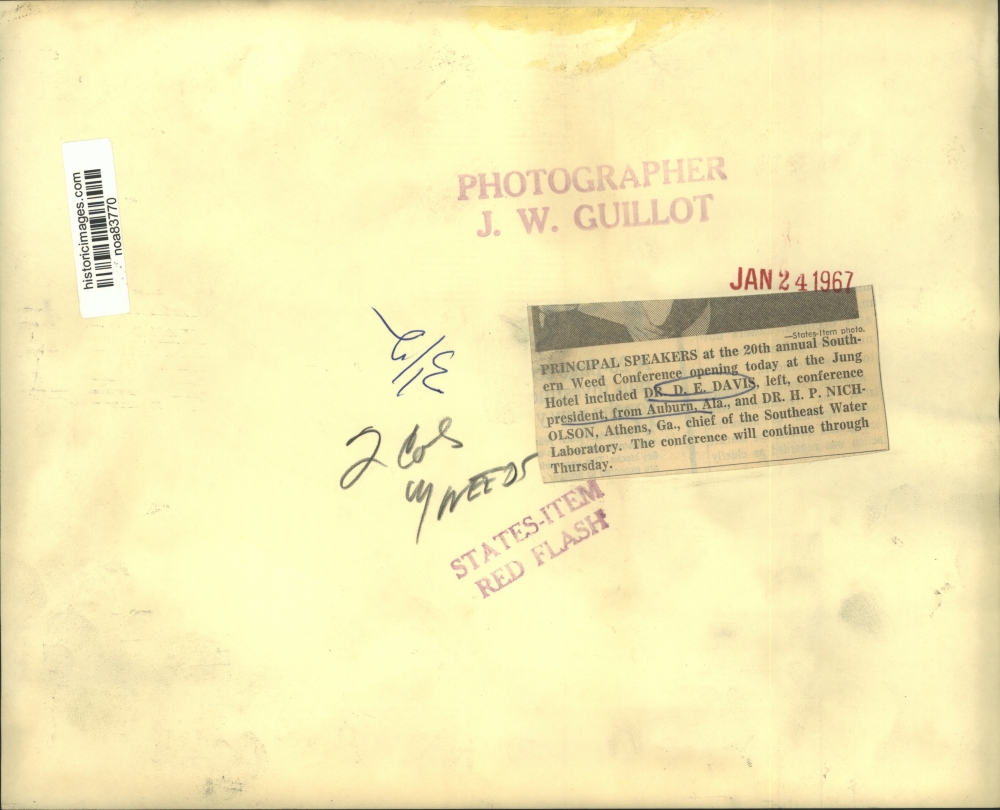 historicimages.com
noa83770
PHOTOGRAPHER
J. W. GUILLOT
JAN 24 1967
—States-Item photo.
PRINCIPAL SPEAKERS at the 20th annual South-
ern Weed Conference opening today at the Jung
Hotel included DR. D. E. DAVIS, left, conference
president, from Auburn, Ala., and DR. H. P. NICH-
OLSON, Athens, Ga., chief of the Southeast Water
Laboratory. The conference will continue through
Thursday.
2 Cols
WEEDS
STATES-ITEM
RED FLASH